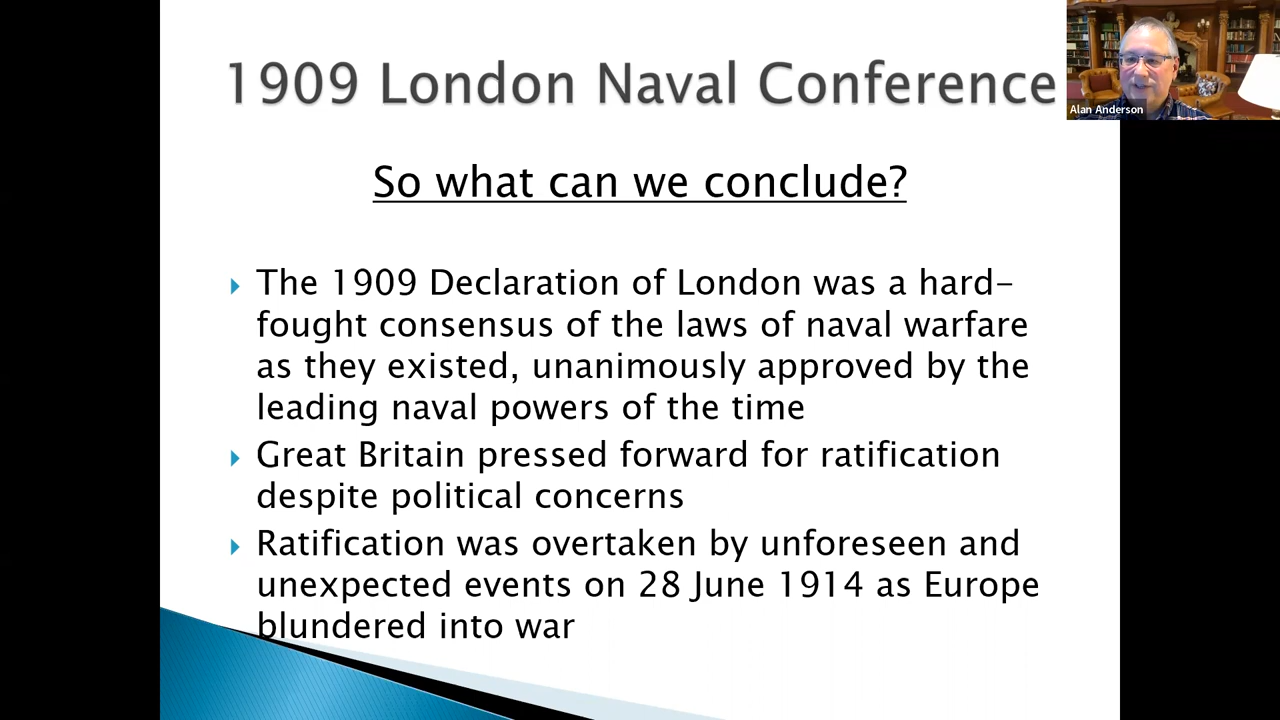 1909 London Naval Conference
Alan Anderson
So what can we conclude?
The 1909 Declaration of London was a hard-
fought consensus of the laws of naval warfare
as they existed, unanimously approved by the
leading naval powers of the time
Great Britain pressed forward for ratification
despite political concerns
Ratification was overtaken by unforeseen and
unexpected events on 28 June 1914 as Europe
blundered into war